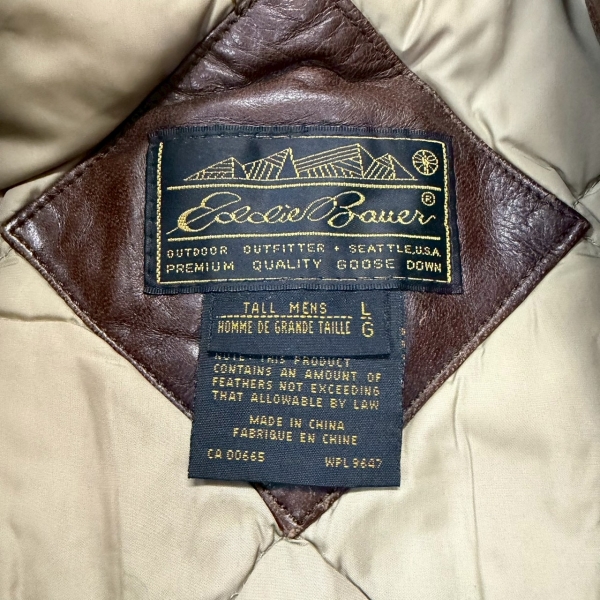 Eddie Bauer®
OUTDOOR OUTFITTER + SEATTLE, U.S.A.
PREMIUM QUALITY GOOSE DOWN
TALL MENS L
HOMME DE GRANDE TAILLE G
NOTE: THIS PRODUCT
CONTAINS AN AMOUNT OF
FEATHERS NOT EXCEEDING
THAT ALLOWABLE BY LAW
MADE IN CHINA
FABRIQUE EN CHINE
CA 00665 WPL 9647